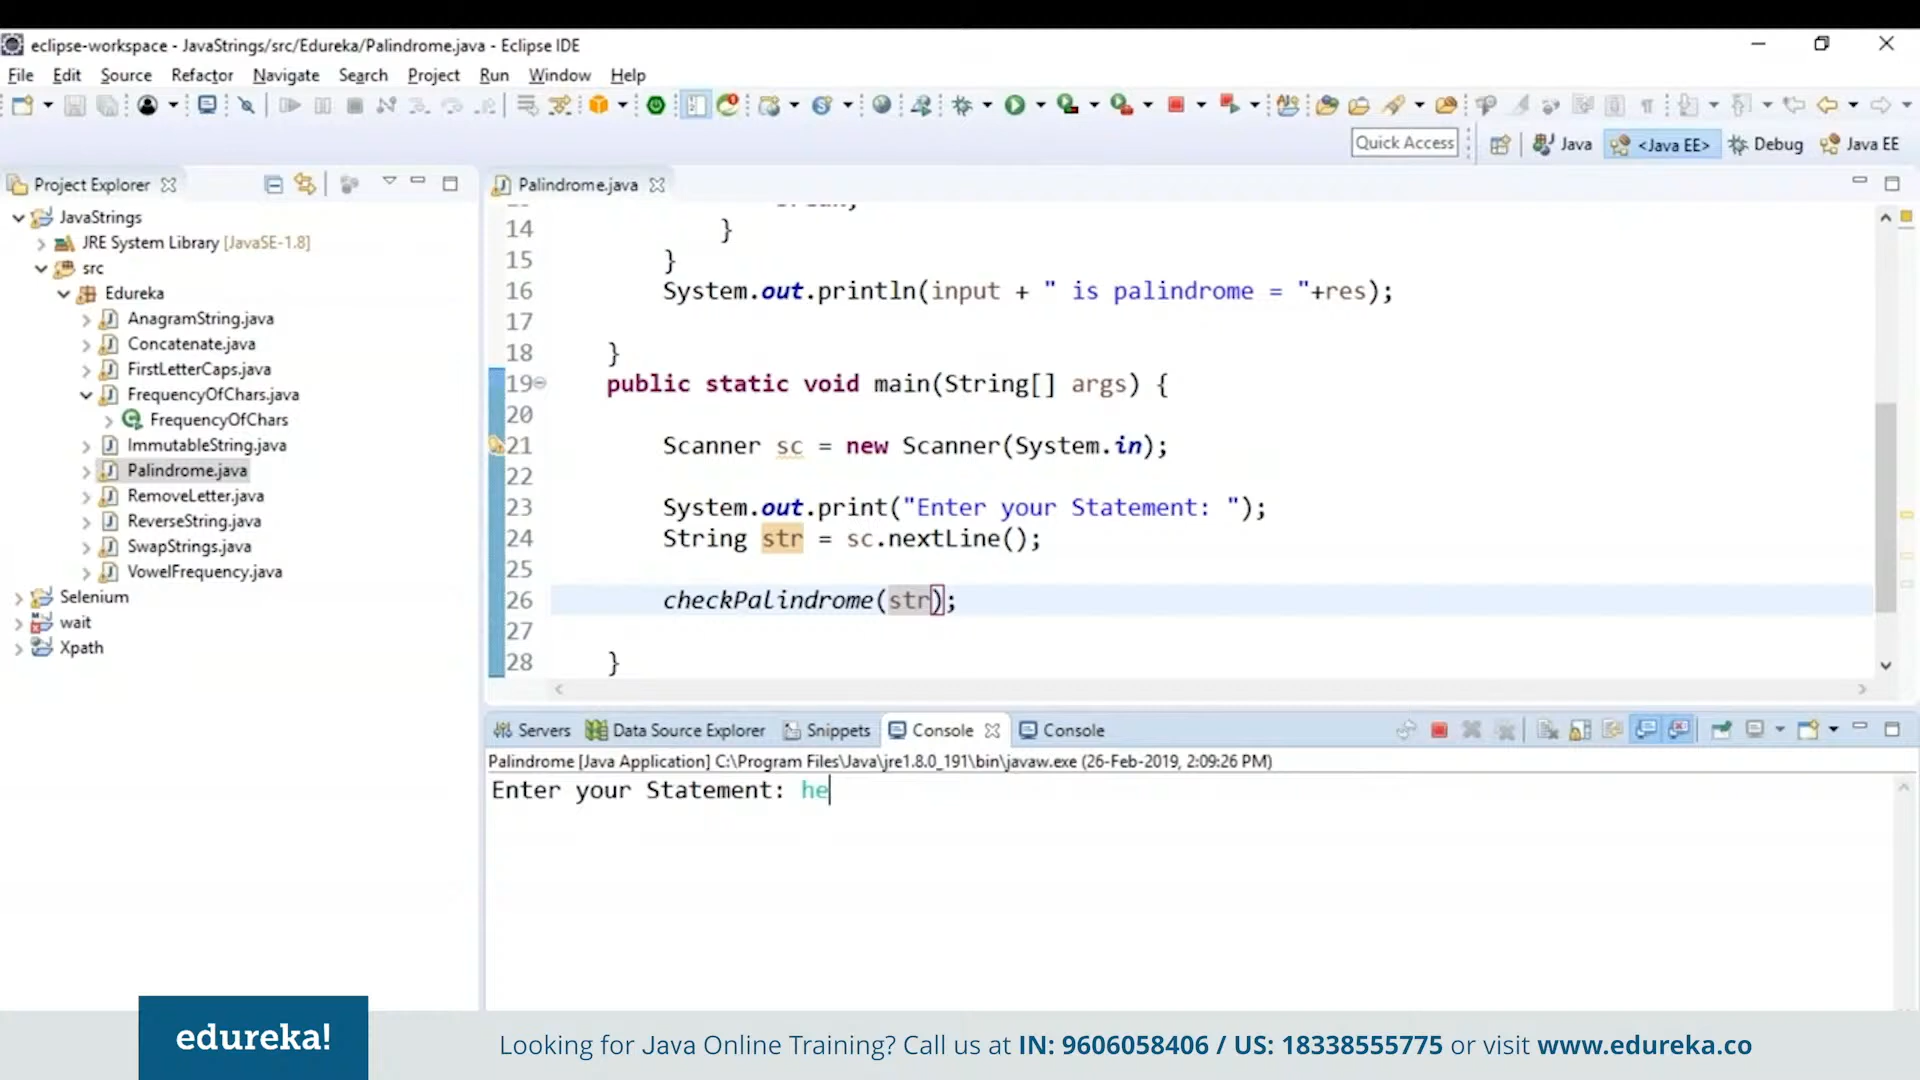 eclipse-workspace - JavaStrings/src/Edureka/Palindrome.java - Eclipse IDE
File Edit Source Refactor Navigate Search Project Run Window Help
Quick Access Java <Java EE> Debug Java EE
Project Explorer
JavaStrings
JRE System Library [JavaSE-1.8]
src
Edureka
AnagramString.java
Concatenate.java
FirstLetterCaps.java
FrequencyOfChars.java
FrequencyOfChars
ImmutableString.java
Palindrome.java
RemoveLetter.java
ReverseString.java
SwapStrings.java
VowelFrequency.java
Selenium
wait
Xpath
Palindrome.java
14 }
15 }
16 System.out.println(input + " is palindrome = "+res);
17
18 }
19 public static void main(String[] args) {
20
21 Scanner sc = new Scanner(System.in);
22
23 System.out.print("Enter your Statement: ");
24 String str = sc.nextLine();
25
26 checkPalindrome(str);
27
28 }
Servers Data Source Explorer Snippets Console Console
Palindrome [Java Application] C:\Program Files\Java\jre1.8.0_191\bin\javaw.exe (26-Feb-2019, 2:09:26 PM)
Enter your Statement: he
edureka!
Looking for Java Online Training? Call us at IN: 9606058406 / US: 18338555775 or visit www.edureka.co